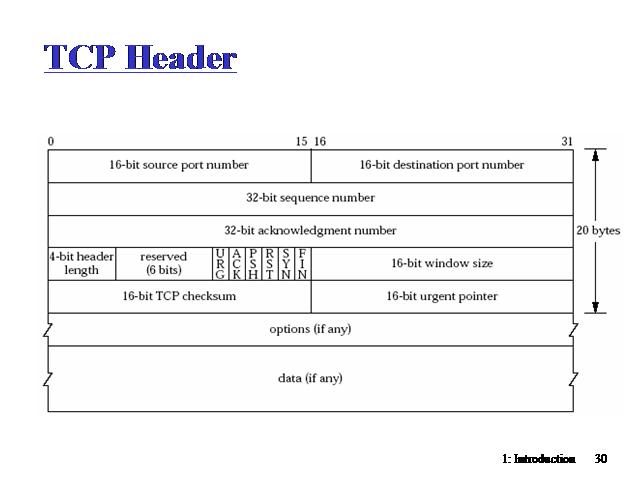 TCP Header
0 15 16 31
16-bit source port number 16-bit destination port number
32-bit sequence number
32-bit acknowledgment number
20 bytes
4-bit header length
reserved (6 bits)
URG
ACK
PSH
RST
SYN
FIN
16-bit window size
16-bit TCP checksum 16-bit urgent pointer
options (if any)
data (if any)
1: Introduction 30